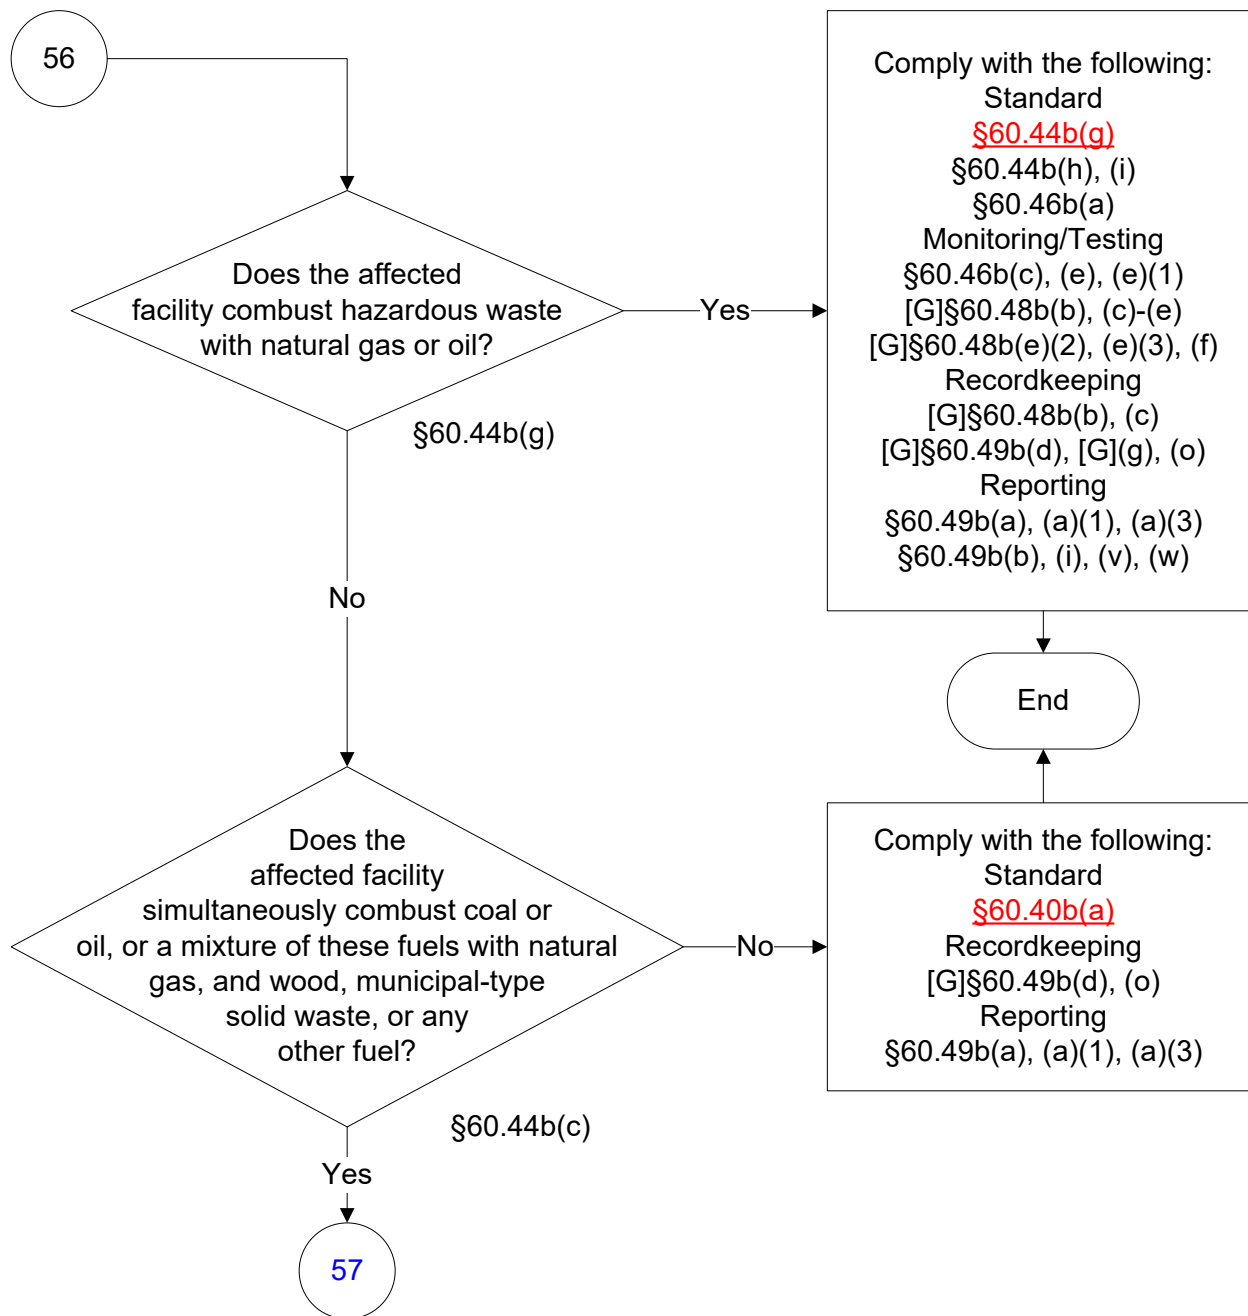 56
Does the affected
facility combust hazardous waste
with natural gas or oil?
§60.44b(g)
Yes
No
Comply with the following:
Standard
§60.44b(g)
§60.44b(h), (i)
§60.46b(a)
Monitoring/Testing
§60.46b(c), (e), (e)(1)
[G]§60.48b(b), (c)-(e)
[G]§60.48b(e)(2), (e)(3), (f)
Recordkeeping
[G]§60.48b(b), (c)
[G]§60.49b(d), [G](g), (o)
Reporting
§60.49b(a), (a)(1), (a)(3)
§60.49b(b), (i), (v), (w)
End
Does the
affected facility
simultaneously combust coal or
oil, or a mixture of these fuels with natural
gas, and wood, municipal-type
solid waste, or any
other fuel?
§60.44b(c)
No
Yes
Comply with the following:
Standard
§60.40b(a)
Recordkeeping
[G]§60.49b(d), (o)
Reporting
§60.49b(a), (a)(1), (a)(3)
57